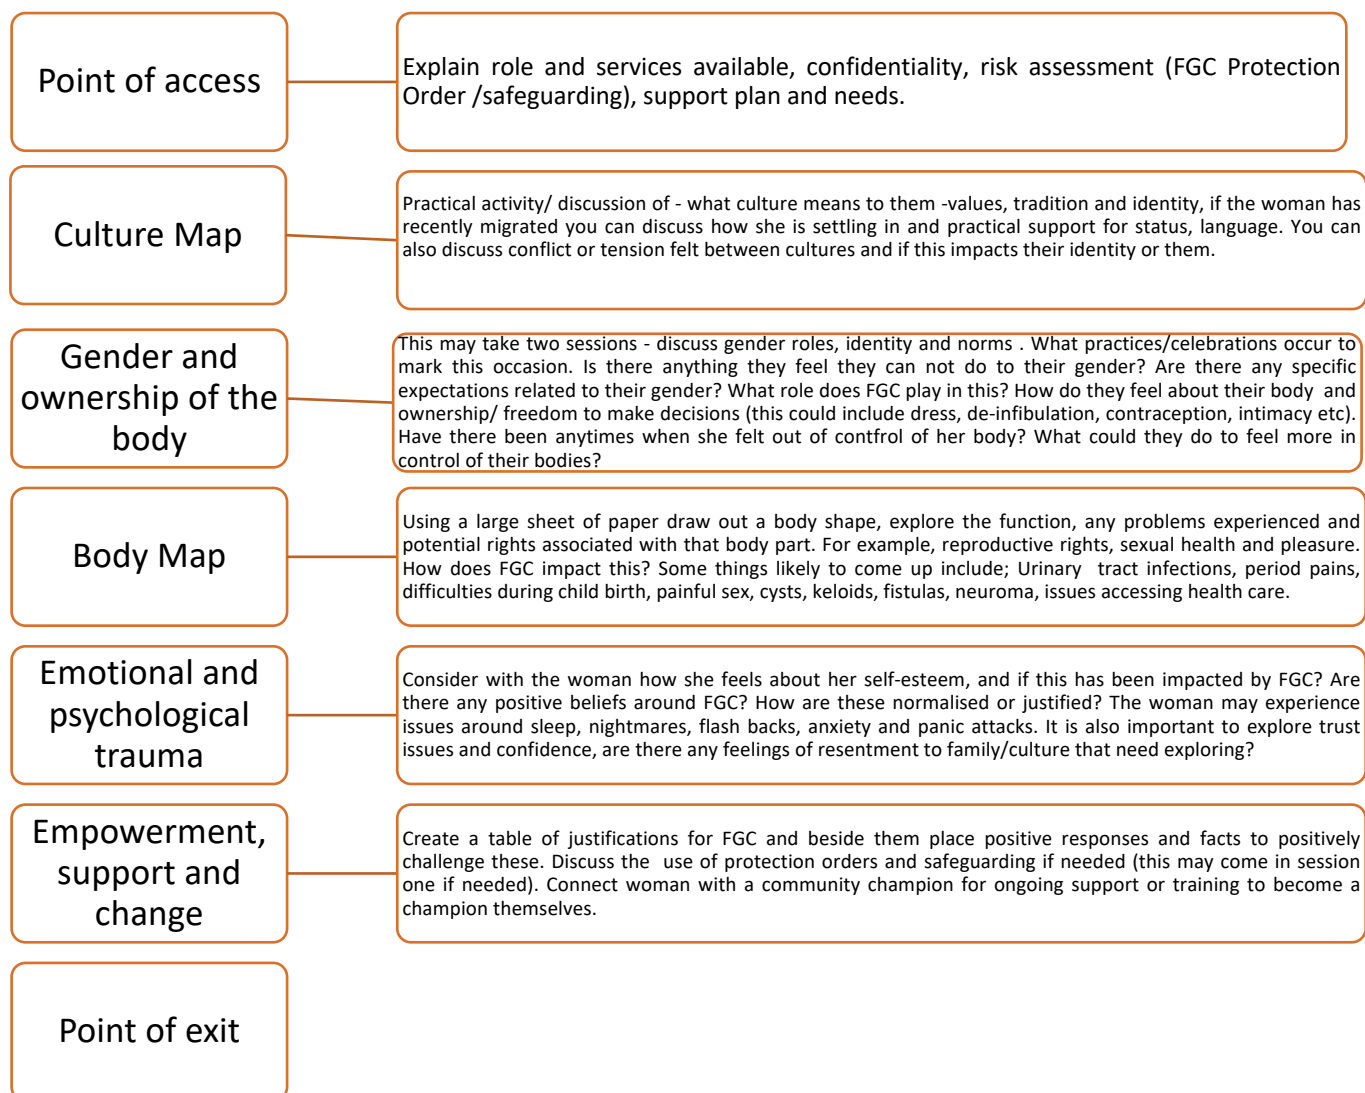 Point of access
Explain role and services available, confidentiality, risk assessment (FGC Protection
Order /safeguarding), support plan and needs.
Culture Map
Practical activity/ discussion of - what culture means to them -values, tradition and identity, if the woman has
recently migrated you can discuss how she is settling in and practical support for status, language. You can
also discuss conflict or tension felt between cultures and if this impacts their identity or them.
Gender and
ownership of the
body
This may take two sessions - discuss gender roles, identity and norms . What practices/celebrations occur to
mark this occasion. Is there anything they feel they can not do to their gender? Are there any specific
expectations related to their gender? What role does FGC play in this? How do they feel about their body and
ownership/ freedom to make decisions (this could include dress, de-infibulation, contraception, intimacy etc).
Have there been anytimes when she felt out of contfrol of her body? What could they do to feel more in
control of their bodies?
Body Map
Using a large sheet of paper draw out a body shape, explore the function, any problems experienced and
potential rights associated with that body part. For example, reproductive rights, sexual health and pleasure.
How does FGC impact this? Some things likely to come up include; Urinary tract infections, period pains,
difficulties during child birth, painful sex, cysts, keloids, fistulas, neuroma, issues accessing health care.
Emotional and
psychological
trauma
Consider with the woman how she feels about her self-esteem, and if this has been impacted by FGC? Are
there any positive beliefs around FGC? How are these normalised or justified? The woman may experience
issues around sleep, nightmares, flash backs, anxiety and panic attacks. It is also important to explore trust
issues and confidence, are there any feelings of resentment to family/culture that need exploring?
Empowerment,
support and
change
Create a table of justifications for FGC and beside them place positive responses and facts to positively
challenge these. Discuss the use of protection orders and safeguarding if needed (this may come in session
one if needed). Connect woman with a community champion for ongoing support or training to become a
champion themselves.
Point of exit